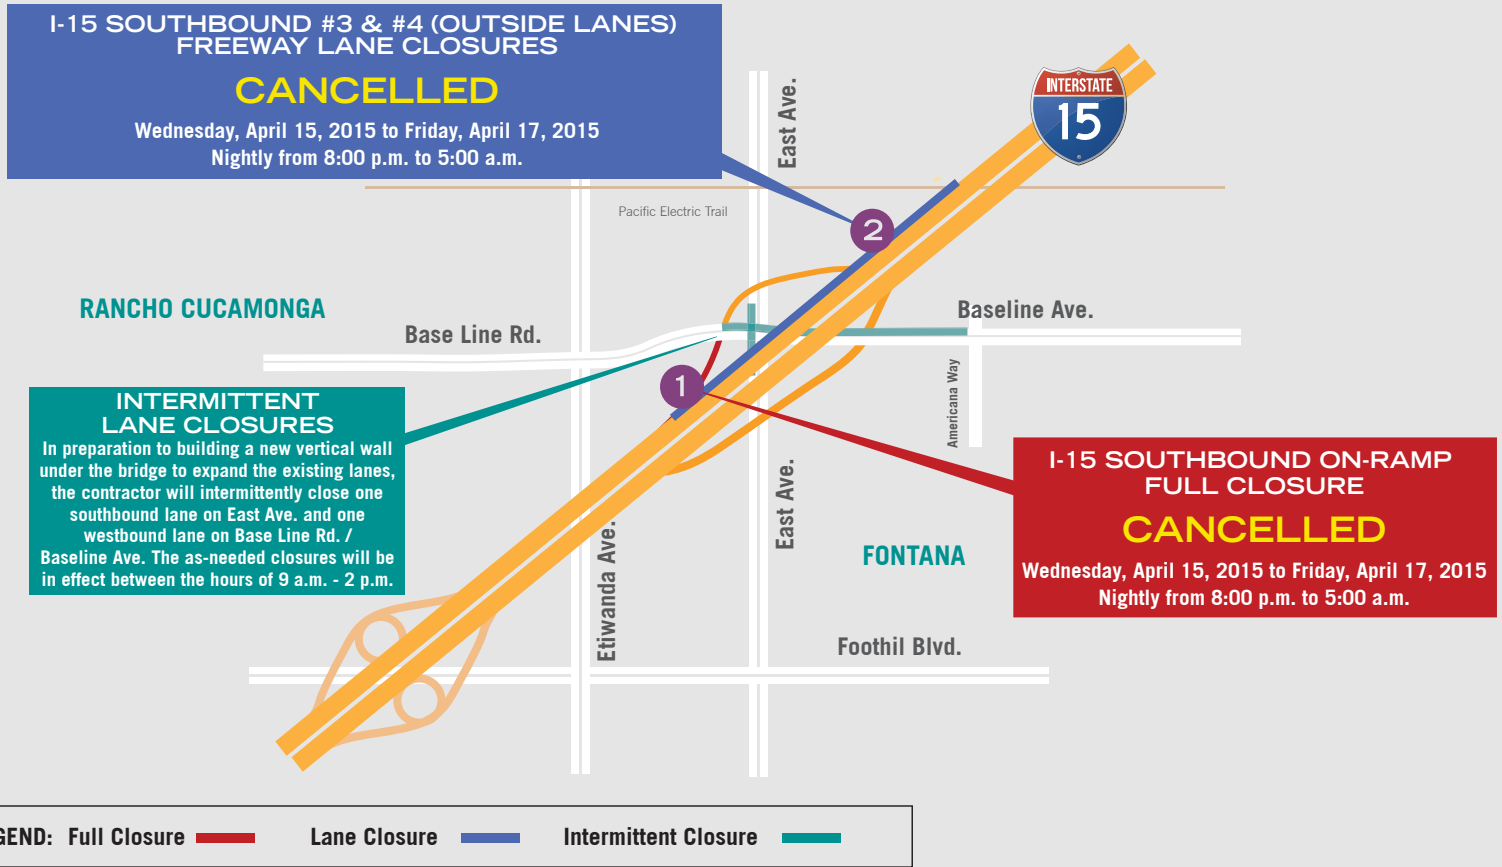 I-15 SOUTHBOUND #3 & #4 (OUTSIDE LANES)
FREEWAY LANE CLOSURES
CANCELLED
Wednesday, April 15, 2015 to Friday, April 17, 2015
Nightly from 8:00 p.m. to 5:00 a.m.
East Ave.
INTERSTATE
15
Pacific Electric Trail
2
RANCHO CUCAMONGA
Base Line Rd.
Baseline Ave.
1
Americana Way
INTERMITTENT
LANE CLOSURES
In preparation to building a new vertical wall
under the bridge to expand the existing lanes,
the contractor will intermittently close one
southbound lane on East Ave. and one
westbound lane on Base Line Rd. /
Baseline Ave. The as-needed closures will be
in effect between the hours of 9 a.m. - 2 p.m.
I-15 SOUTHBOUND ON-RAMP
FULL CLOSURE
CANCELLED
Wednesday, April 15, 2015 to Friday, April 17, 2015
Nightly from 8:00 p.m. to 5:00 a.m.
East Ave.
Etiwanda Ave.
FONTANA
Foothil Blvd.
GEND: Full Closure Lane Closure Intermittent Closure